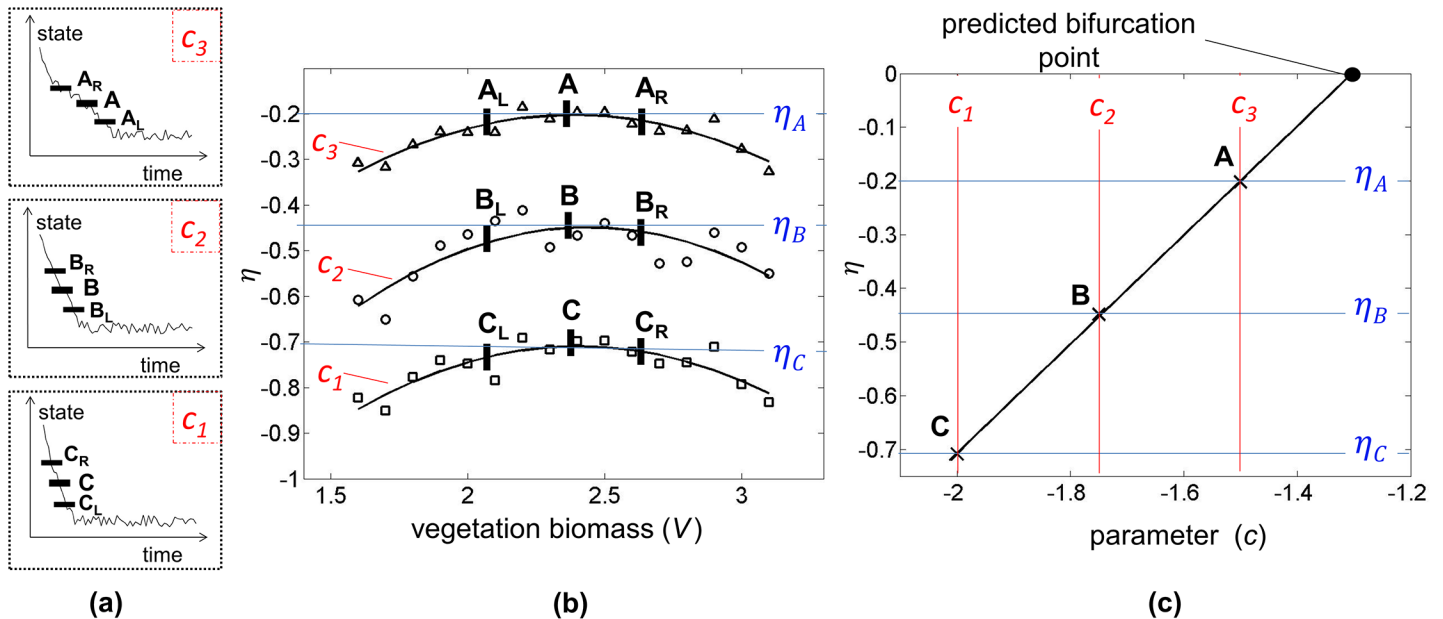 state
c3
AR
A
AL
time
c2
BR
B
BL
state
c1
CR
C
CL
time
(a)
-0.2
-0.3
-0.4
-0.5
-0.6
-0.7
-0.8
-0.9
-1
η
AL
A
AR
ηA
c3
BL
B
BR
ηB
c2
CL
C
CR
ηC
c1
1.5
2
2.5
3
vegetation biomass (V)
(b)
predicted bifurcation
point
0
-0.1
-0.2
-0.3
-0.4
-0.5
-0.6
-0.7
η
c1
c2
c3
A
ηA
B
ηB
C
ηC
-2
-1.8
-1.6
-1.4
-1.2
parameter (c)
(c)
state
time